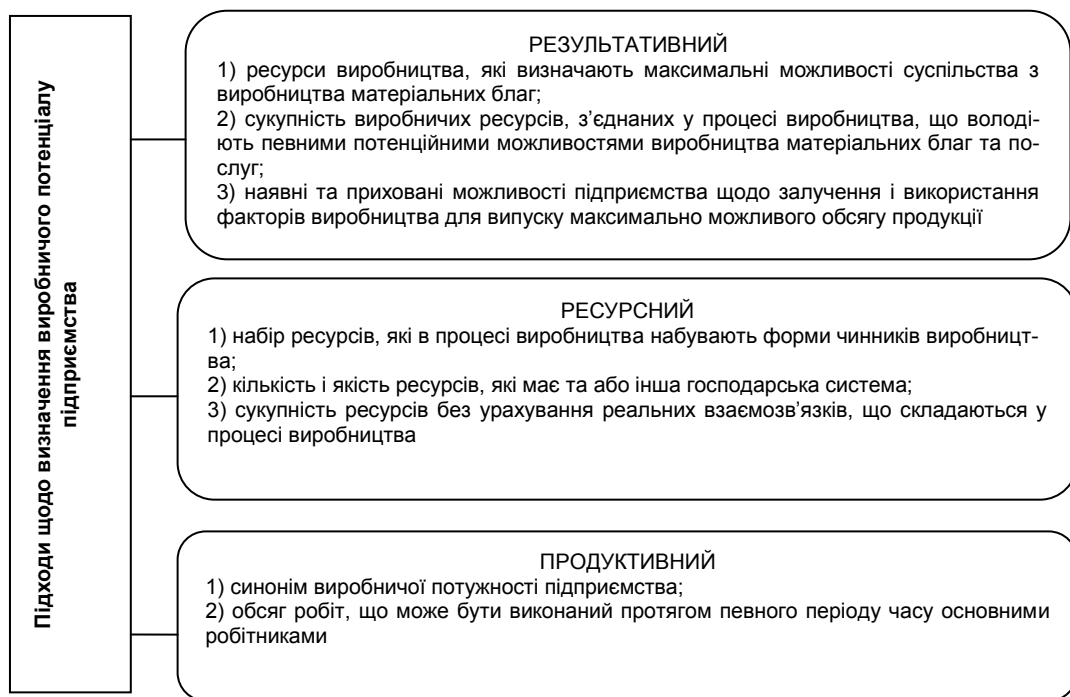 Підходи щодо визначення виробничого потенціалу
підприємства
РЕЗУЛЬТАТИВНИЙ
1) ресурси виробництва, які визначають максимальні можливості суспільства з
виробництва матеріальних благ;
2) сукупність виробничих ресурсів, з’єднаних у процесі виробництва, що володі-
ють певними потенційними можливостями виробництва матеріальних благ та по-
слуг;
3) наявні та приховані можливості підприємства щодо залучення і використання
факторів виробництва для випуску максимально можливого обсягу продукції
РЕСУРСНИЙ
1) набір ресурсів, які в процесі виробництва набувають форми чинників виробницт-
ва;
2) кількість і якість ресурсів, які має та або інша господарська система;
3) сукупність ресурсів без урахування реальних взаємозв’язків, що складаються у
процесі виробництва
ПРОДУКТИВНИЙ
1) синонім виробничої потужності підприємства;
2) обсяг робіт, що може бути виконаний протягом певного періоду часу основними
робітниками